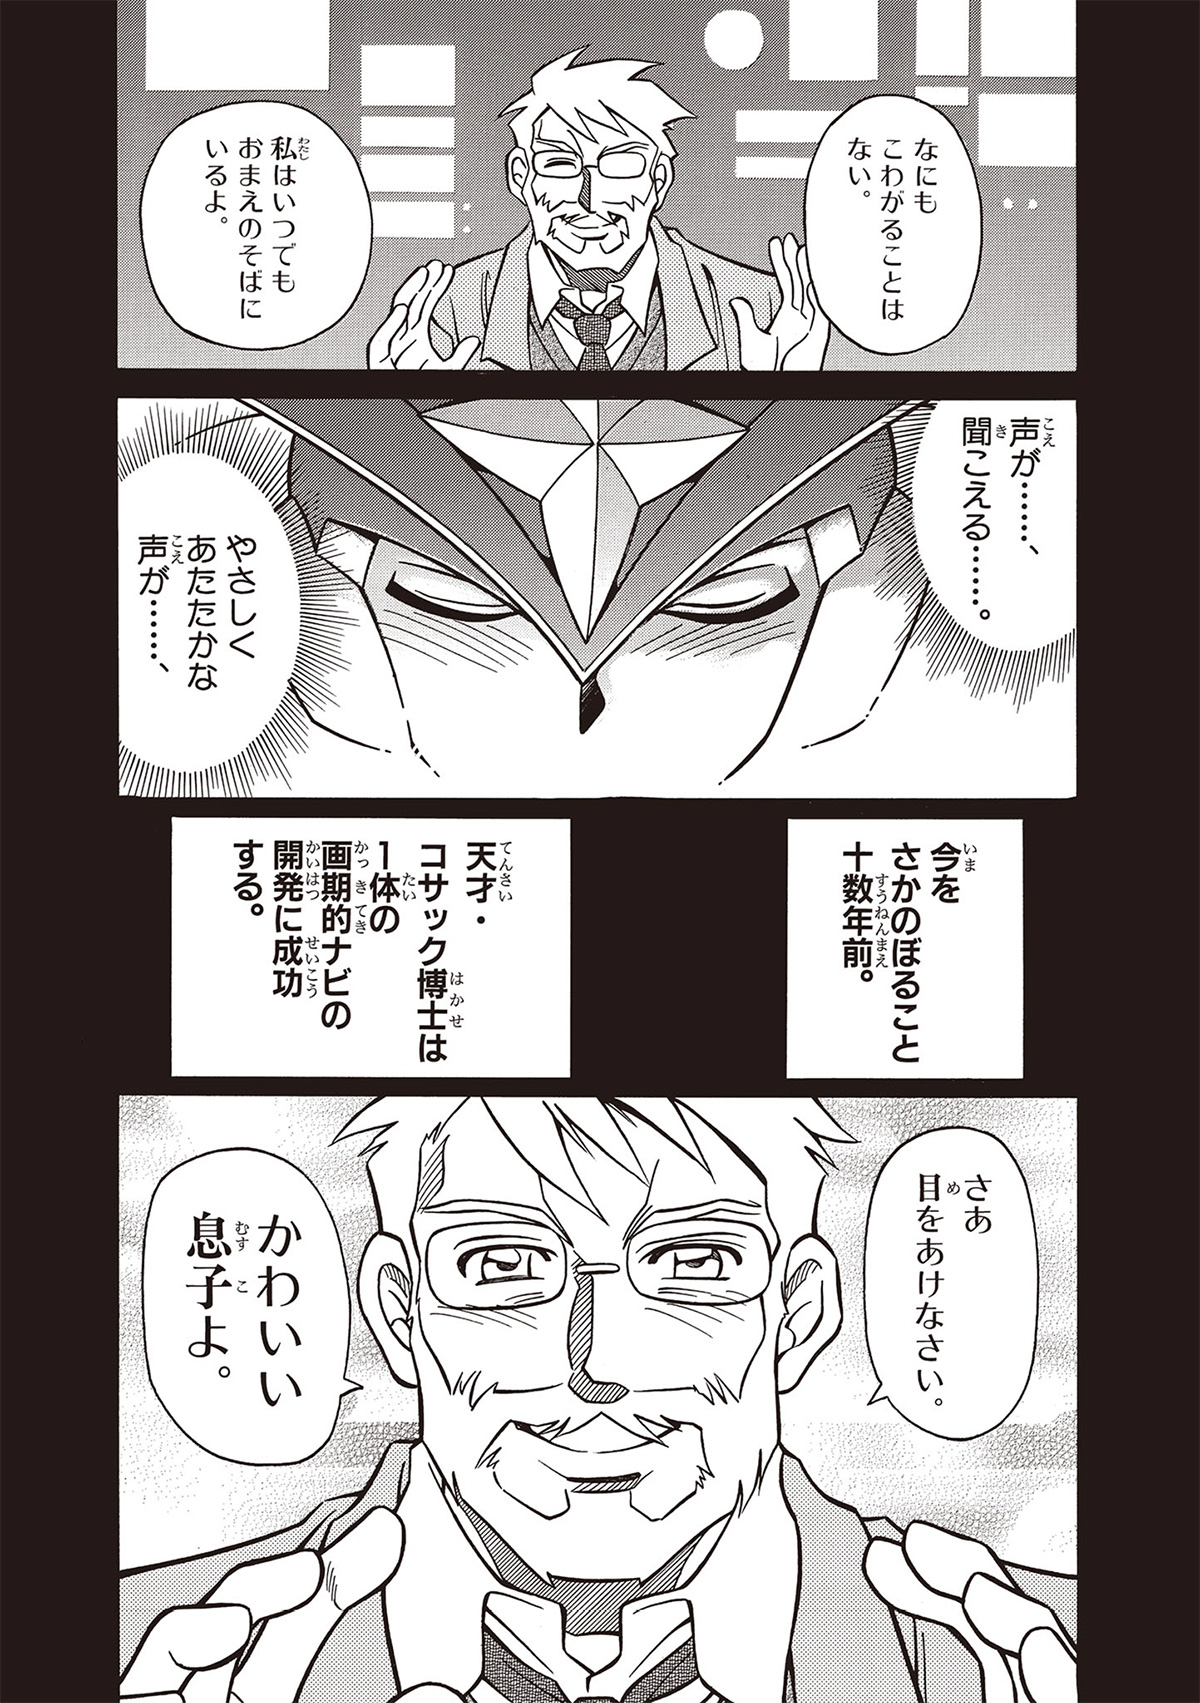 なにも
こわがることは
ない。
私はいつでも
おまえのそばに
いるよ。
声が……、
聞こえる……。
やさしく
あたたかな
声が……、
今を
さかのぼること
十数年前。
天才・
コサック博士は
1体の
画期的ナビの
開発に成功
する。
さあ
目をあけなさい。
かわいい
息子よ。